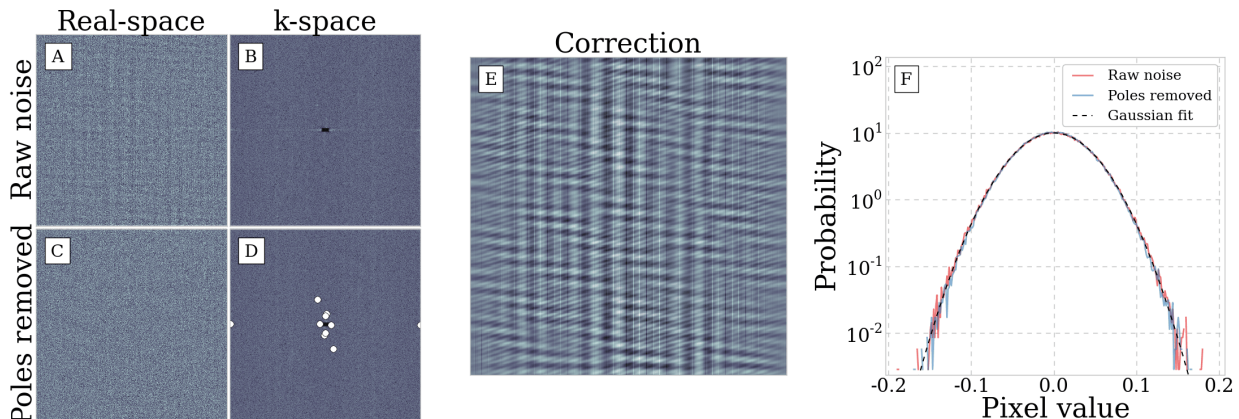 Real-space
k-space
Raw noise
A
B
Poles removed
C
D
Correction
E
F
Probability
10²
10¹
10⁰
10⁻¹
10⁻²
Raw noise
Poles removed
Gaussian fit
-0.2
-0.1
0.0
0.1
0.2
Pixel value